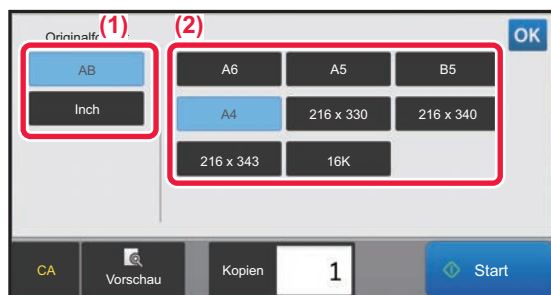 (1) (2)
OK
AB A6 A5 B5
Inch A4 216 x 330 216 x 340
216 x 343 16K
CA Vorschau Kopien 1 Start